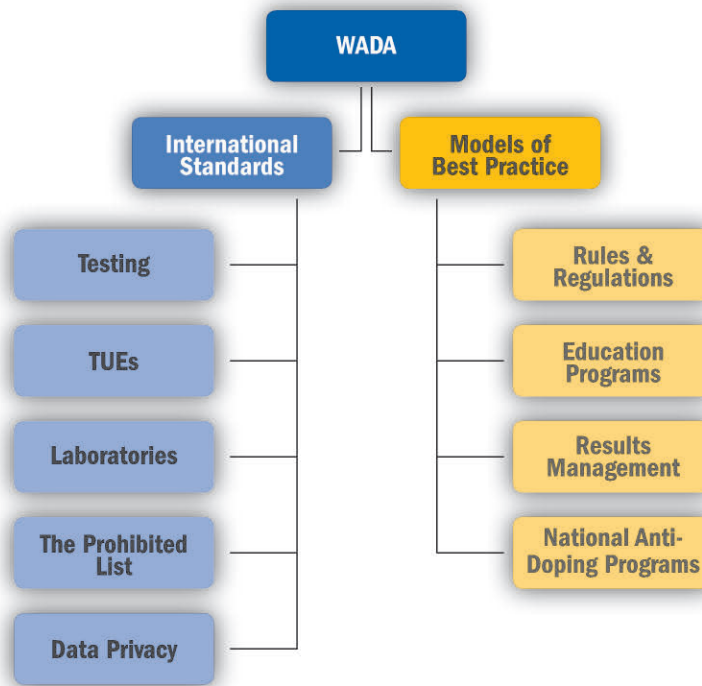 WADA
International
Standards
Models of
Best Practice
Testing
TUEs
Laboratories
The Prohibited
List
Data Privacy
Rules &
Regulations
Education
Programs
Results
Management
National Anti-
Doping Programs